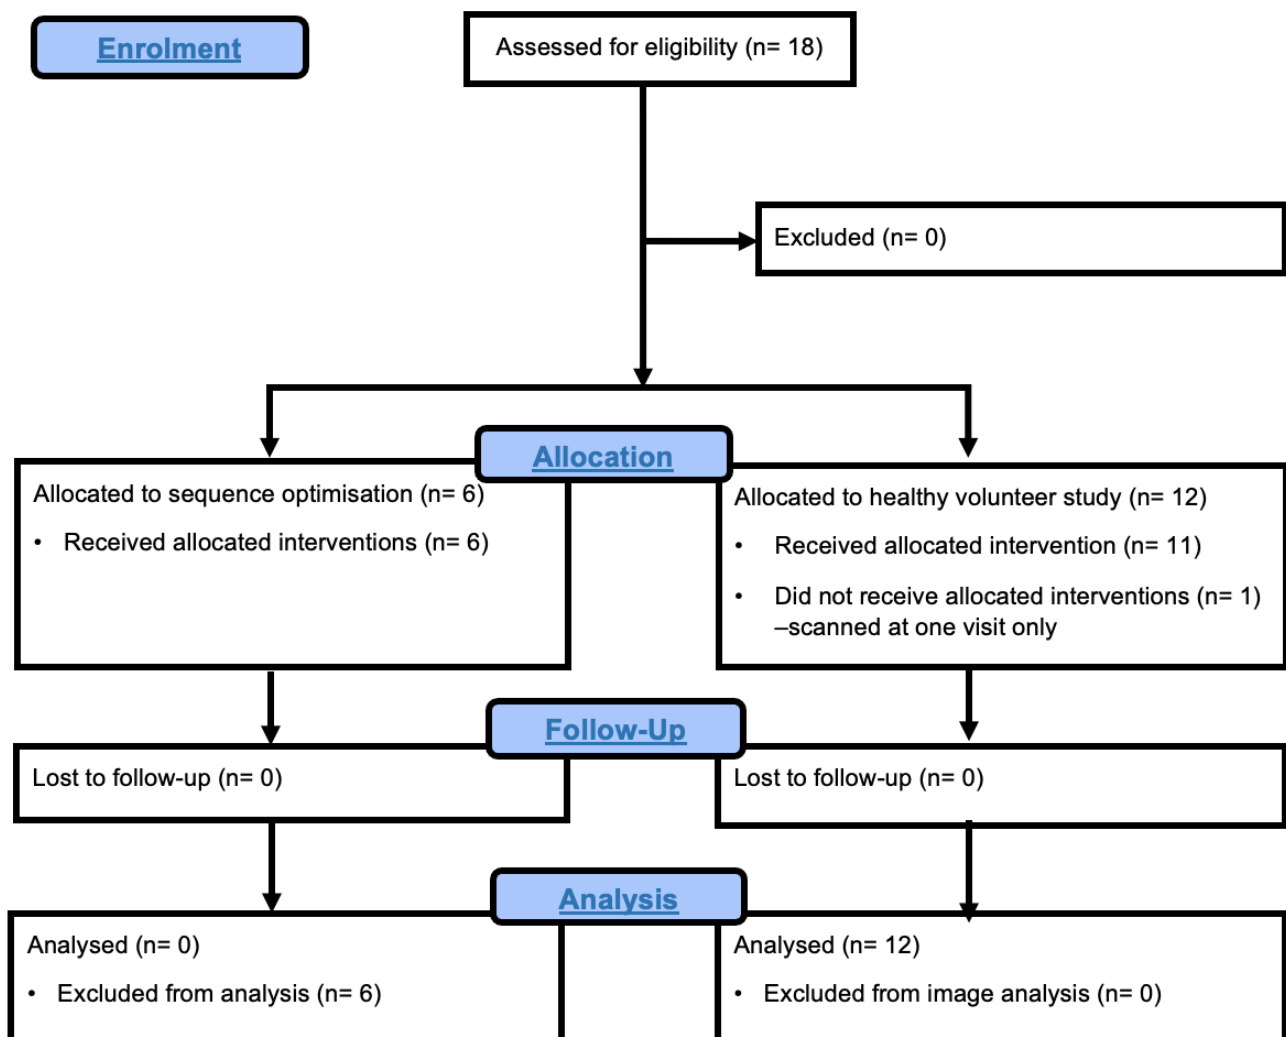 Enrolment
Assessed for eligibility (n= 18)
Excluded (n= 0)
Allocation
Allocated to sequence optimisation (n= 6)
• Received allocated interventions (n= 6)
Allocated to healthy volunteer study (n= 12)
• Received allocated intervention (n= 11)
• Did not receive allocated interventions (n= 1)
–scanned at one visit only
Follow-Up
Lost to follow-up (n= 0)
Lost to follow-up (n= 0)
Analysis
Analysed (n= 0)
• Excluded from analysis (n= 6)
Analysed (n= 12)
• Excluded from image analysis (n= 0)